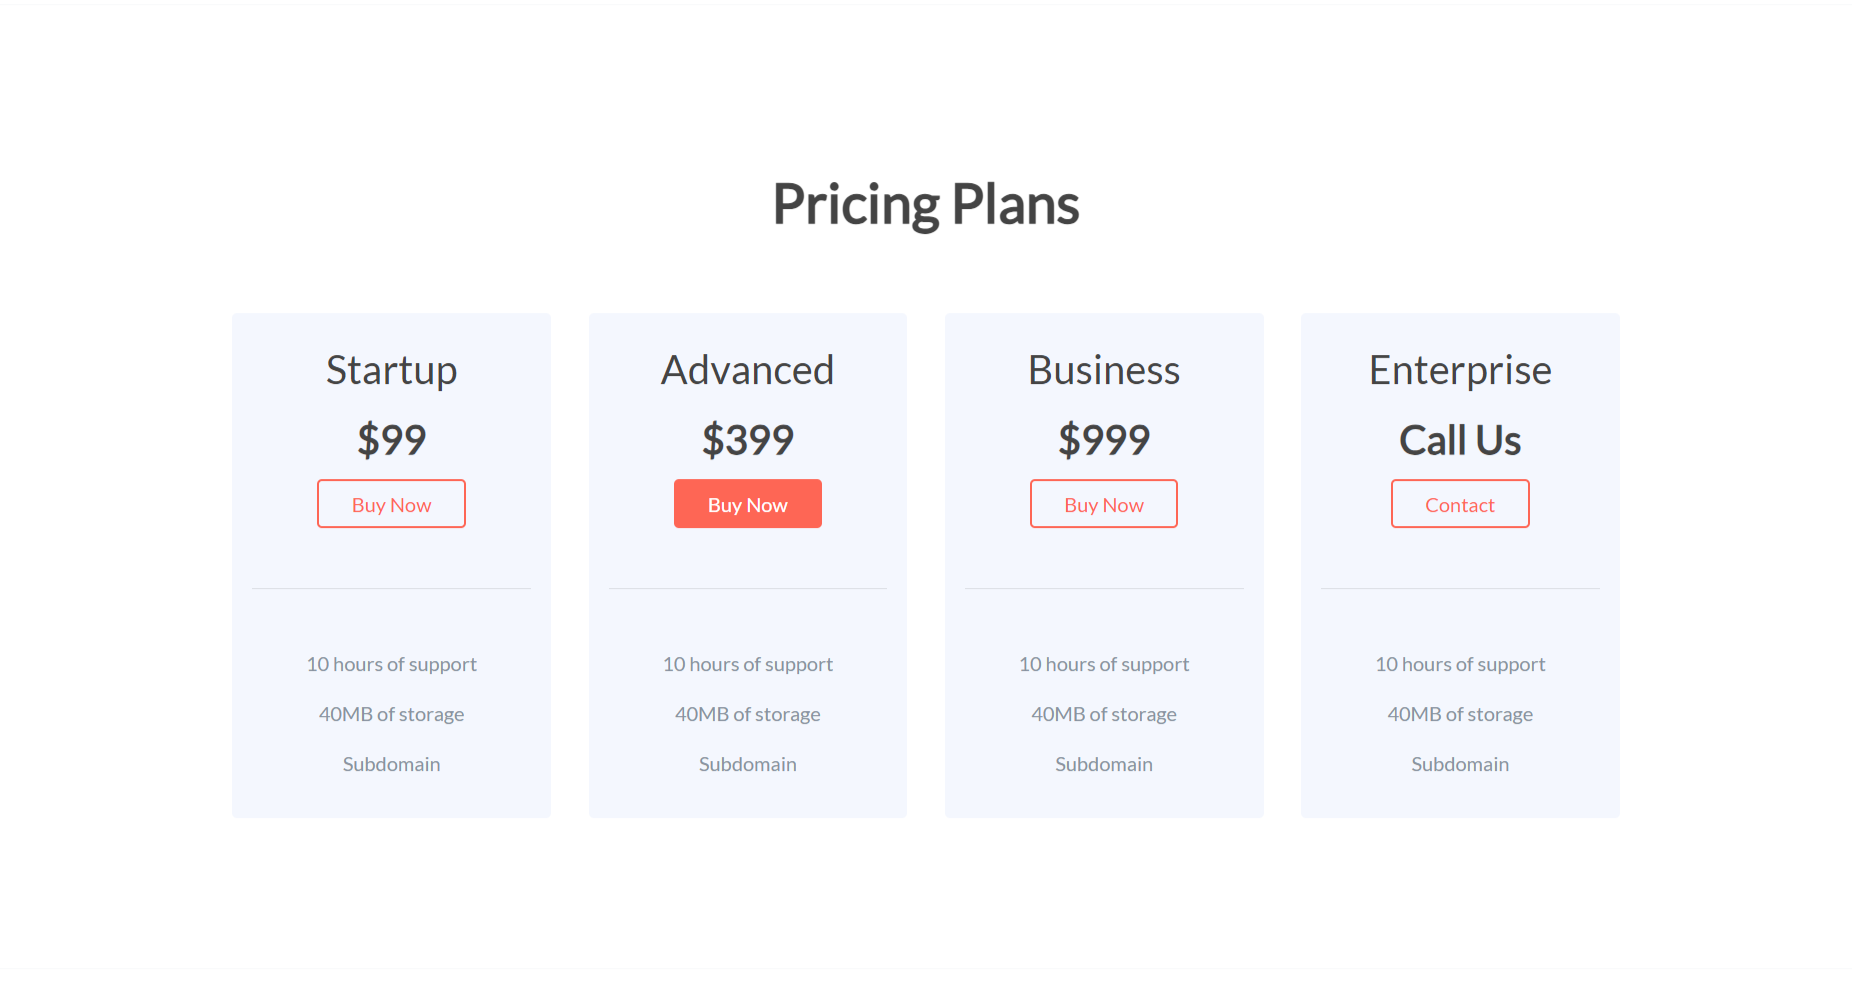 Pricing Plans
Startup
$99
Buy Now
10 hours of support
40MB of storage
Subdomain
Advanced
$399
Buy Now
10 hours of support
40MB of storage
Subdomain
Business
$999
Buy Now
10 hours of support
40MB of storage
Subdomain
Enterprise
Call Us
Contact
10 hours of support
40MB of storage
Subdomain